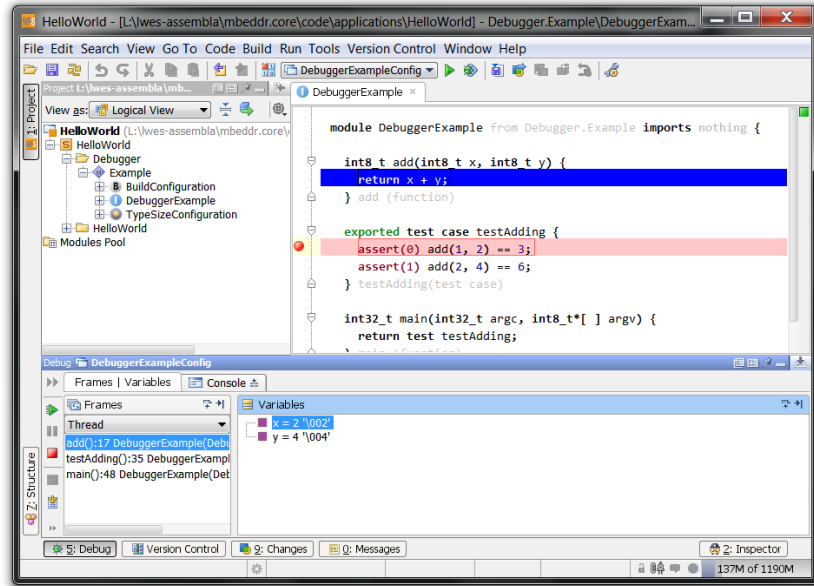 HelloWorld - [L:\lwes-assembla\mbeddr.core\code\applications\HelloWorld] - Debugger.Example\DebuggerExam...
File Edit Search View Go To Code Build Run Tools Version Control Window Help
DebuggerExampleConfig
Project L:\lwes-assembla\mb...
DebuggerExample ×
1: Project
View as: Logical View
HelloWorld (L:\lwes-assembla\mbeddr.core\
S HelloWorld
Debugger
Example
B BuildConfiguration
I DebuggerExample
TypeSizeConfiguration
HelloWorld
Modules Pool
module DebuggerExample from Debugger.Example imports nothing {
int8_t add(int8_t x, int8_t y) {
return x + y;
} add (function)
exported test case testAdding {
assert(0) add(1, 2) == 3;
assert(1) add(2, 4) == 6;
} testAdding(test case)
int32_t main(int32_t argc, int8_t*[ ] argv) {
return test testAdding;
} main (function)
Debug DebuggerExampleConfig
Frames | Variables Console
Frames
Variables
Thread
add():17 DebuggerExample(Debu
testAdding():35 DebuggerExampl
main():48 DebuggerExample(Deb
x = 2 '\002'
y = 4 '\004'
Z: Structure
5: Debug Version Control 9: Changes 0: Messages 2: Inspector
137M of 1190M